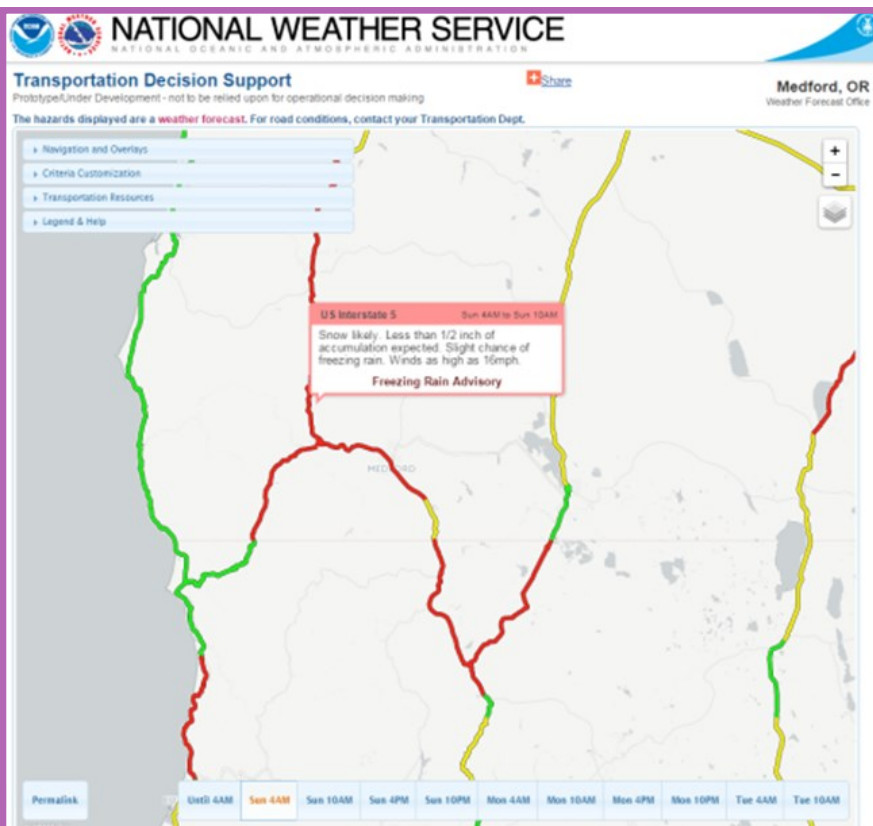 NATIONAL WEATHER SERVICE
NATIONAL OCEANIC AND ATMOSPHERIC ADMINISTRATION
Transportation Decision Support
Share
Medford, OR
Prototype/Under Development - not to be relied upon for operational decision making
Weather Forecast Office
The hazards displayed are a weather forecast. For road conditions, contact your Transportation Dept.
Navigation and Overlays
Criteria Customization
Transportation Resources
Legend & Help
+
−
US Interstate 5 Sun 4AM to Sun 10AM
Snow likely. Less than 1/2 inch of
accumulation expected. Slight chance of
freezing rain. Winds as high as 16mph.
Freezing Rain Advisory
MEDFORD
Permalink
Until 4AM Sun 4AM Sun 10AM Sun 4PM Sun 10PM Mon 4AM Mon 10AM Mon 4PM Mon 10PM Tue 4AM Tue 10AM